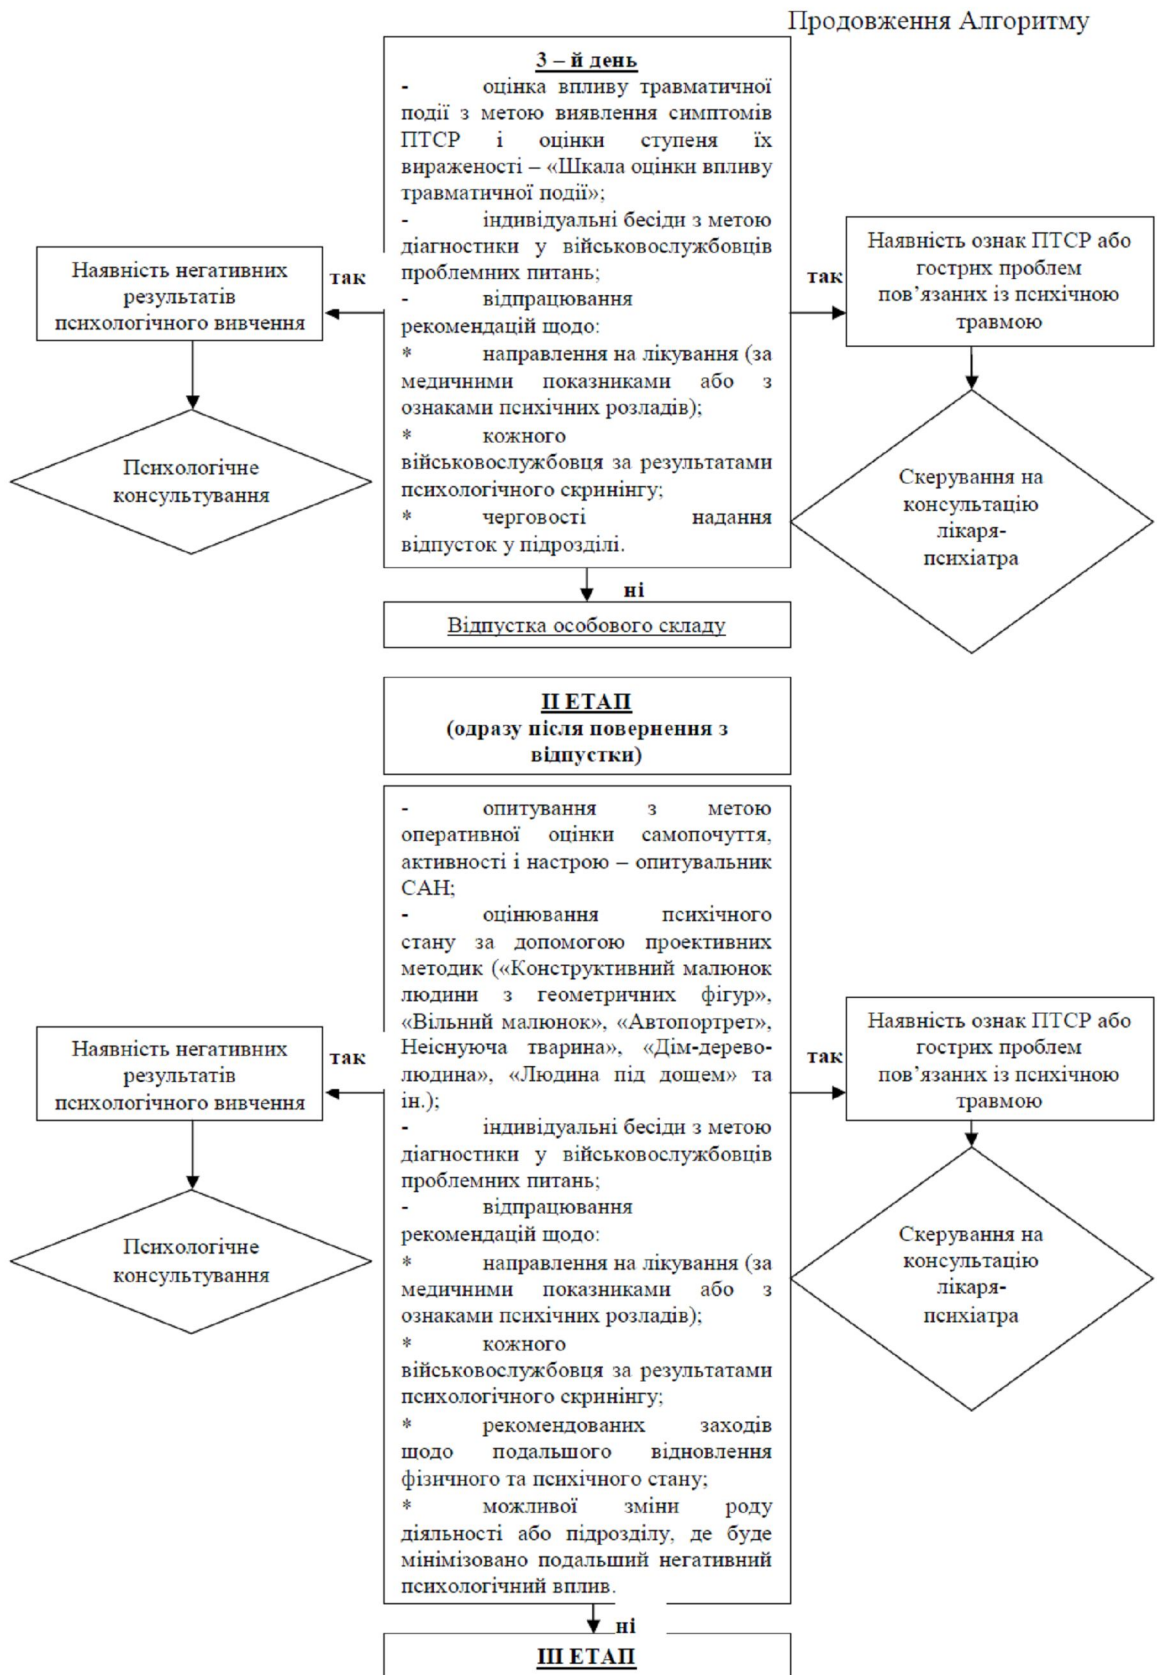 Продовження Алгоритму
3 – й день
- оцінка впливу травматичної
події з метою виявлення симптомів
ПТСР і оцінки ступеня їх
вираженості – «Шкала оцінки впливу
травматичної події»;
- індивідуальні бесіди з метою
діагностики у військовослужбовців
проблемних питань;
- відпрацювання
рекомендацій щодо:
* направлення на лікування (за
медичними показниками або з
ознаками психічних розладів);
* кожного
військовослужбовця за результатами
психологічного скринінгу;
* черговості надання
відпусток у підрозділі.
так
Наявність негативних
результатів
психологічного вивчення
Психологічне
консультування
так
Наявність ознак ПТСР або
гострих проблем
пов’язаних із психічною
травмою
Скерування на
консультацію
лікаря-
психіатра
ні
Відпустка особового складу
ІІ ЕТАП
(одразу після повернення з
відпустки)
- опитування з метою
оперативної оцінки самопочуття,
активності і настрою – опитувальник
САН;
- оцінювання психічного
стану за допомогою проективних
методик («Конструктивний малюнок
людини з геометричних фігур»,
«Вільний малюнок», «Автопортрет»,
Неіснуюча тварина», «Дім-дерево-
людина», «Людина під дощем» та
ін.);
- індивідуальні бесіди з метою
діагностики у військовослужбовців
проблемних питань;
- відпрацювання
рекомендацій щодо:
* направлення на лікування (за
медичними показниками або з
ознаками психічних розладів);
* кожного
військовослужбовця за результатами
психологічного скринінгу;
* рекомендованих заходів
щодо подальшого відновлення
фізичного та психічного стану;
* можливої зміни роду
діяльності або підрозділу, де буде
мінімізовано подальший негативний
психологічний вплив.
так
Наявність негативних
результатів
психологічного вивчення
Психологічне
консультування
так
Наявність ознак ПТСР або
гострих проблем
пов’язаних із психічною
травмою
Скерування на
консультацію
лікаря-
психіатра
ні
ІІІ ЕТАП